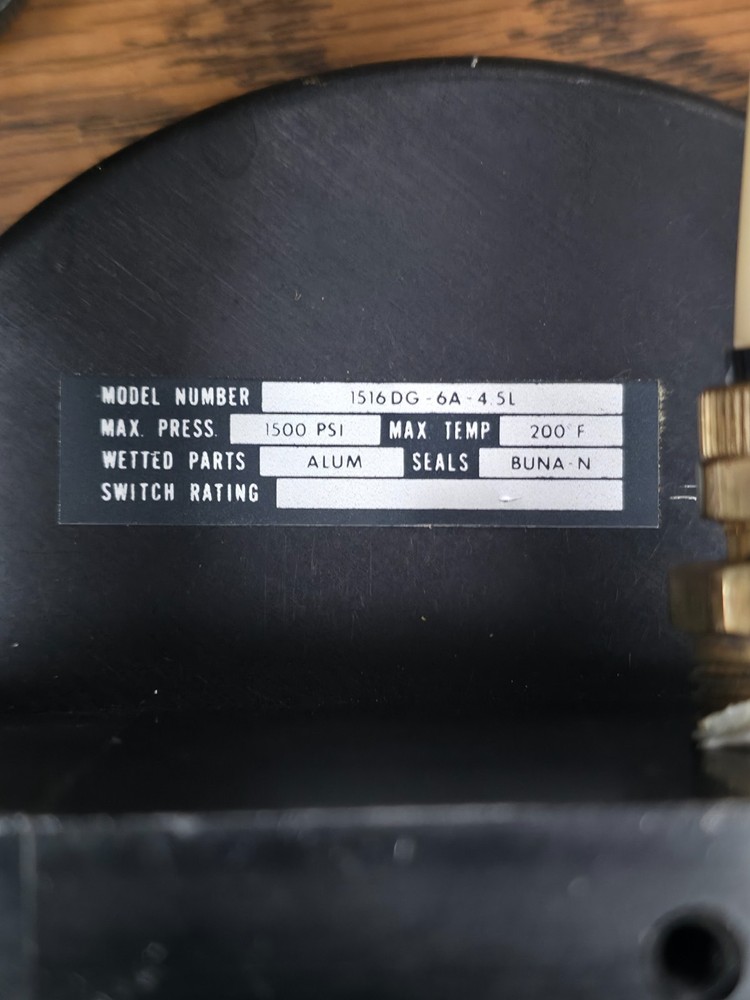 MODEL NUMBER 1516DG-6A-4.5L
MAX. PRESS. 1500 PSI MAX TEMP 200°F
WETTED PARTS ALUM SEALS BUNA-N
SWITCH RATING